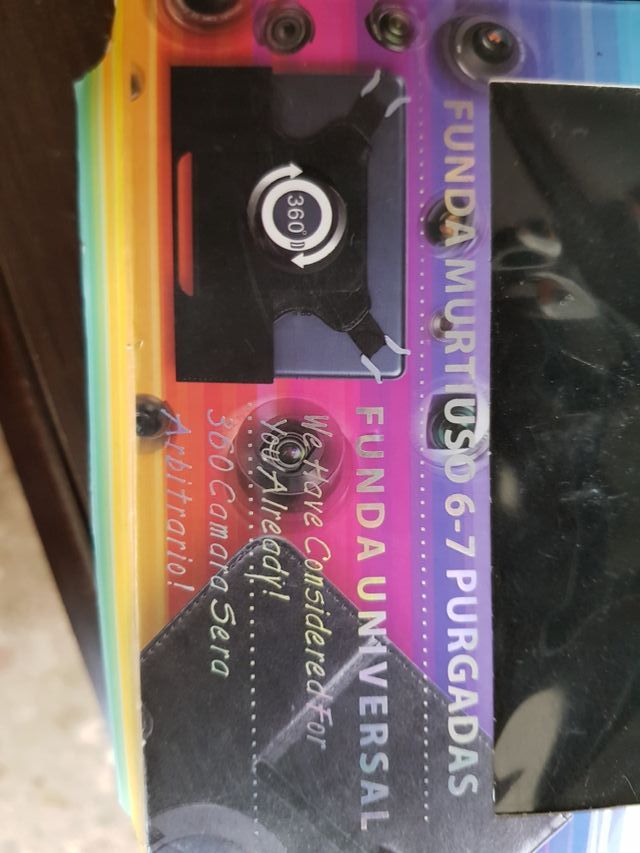 FUNDA MURTIUSO 6-7 PURGADAS
FUNDA UNIVERSAL
360°
We Have Considered For
you Already!
360 Camara Sera
Arbitrario!